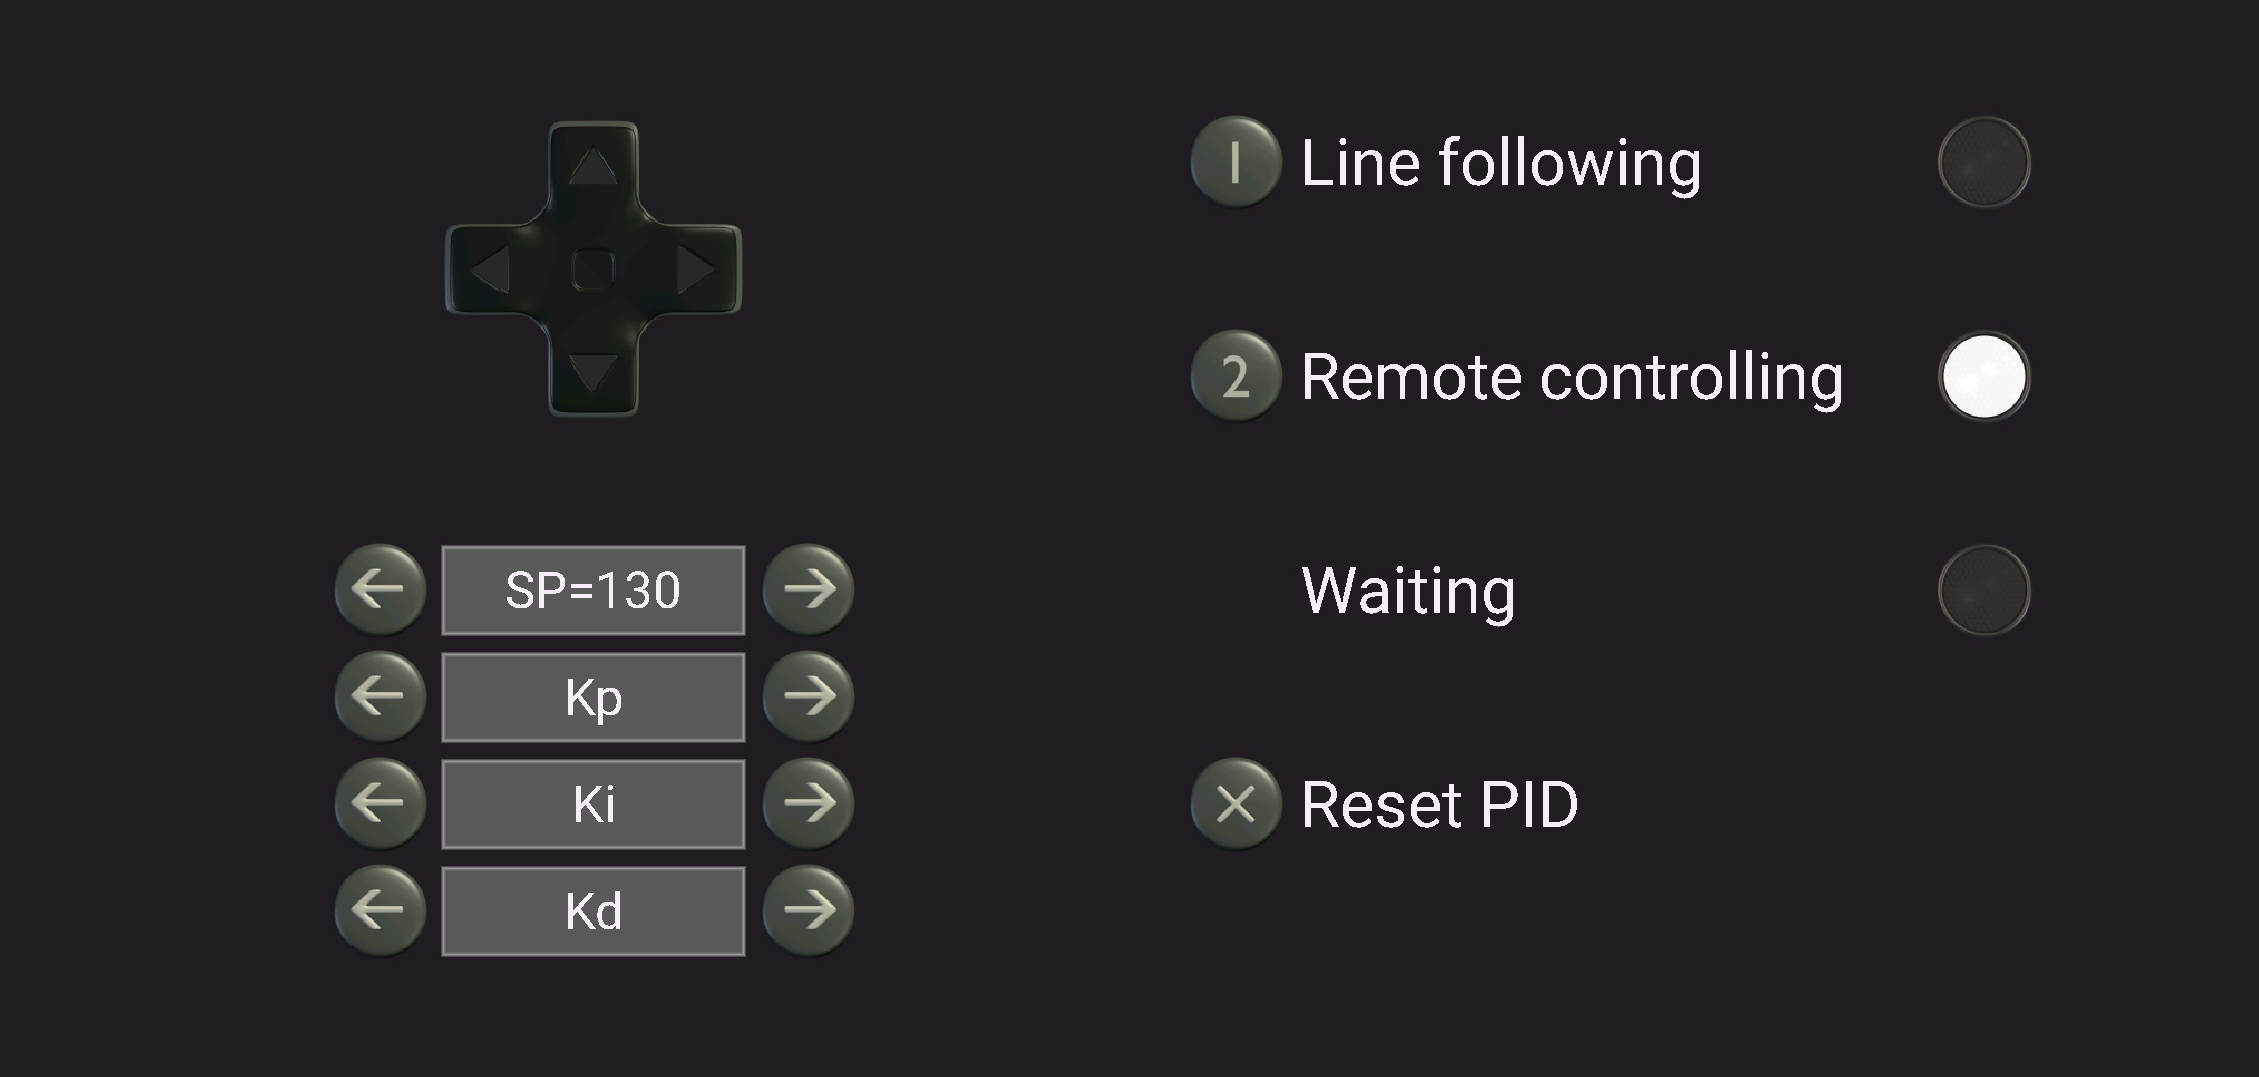 1 Line following
2 Remote controlling
SP=130
Waiting
Kp
Ki
Reset PID
Kd